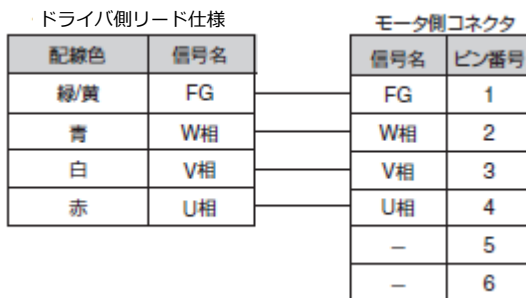 ドライバ側リード仕様
配線色 信号名
緑/黄 FG
青 W相
白 V相
赤 U相
モータ側コネクタ
信号名 ピン番号
FG 1
W相 2
V相 3
U相 4
– 5
– 6